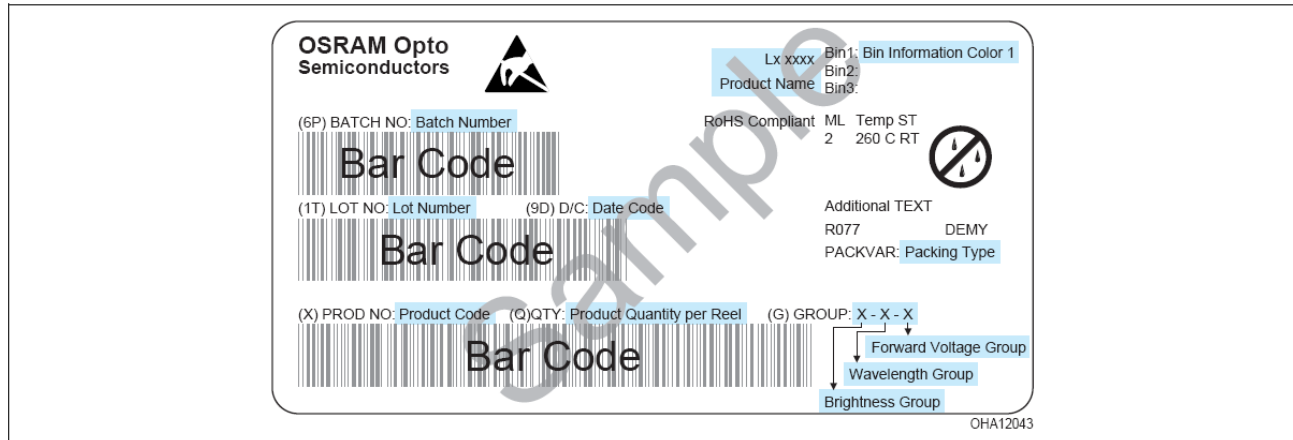 OSRAM Opto
Semiconductors
Lx xxxx
Product Name
Bin1: Bin Information Color 1
Bin2:
Bin3:
RoHS Compliant ML Temp ST
2 260 C RT
(6P) BATCH NO: Batch Number
Bar Code
(1T) LOT NO: Lot Number (9D) D/C: Date Code
Bar Code
Additional TEXT
R077 DEMY
PACKVAR: Packing Type
(X) PROD NO: Product Code (Q)QTY: Product Quantity per Reel (G) GROUP: X - X - X
Bar Code
Forward Voltage Group
Wavelength Group
Brightness Group
Sample
OHA12043